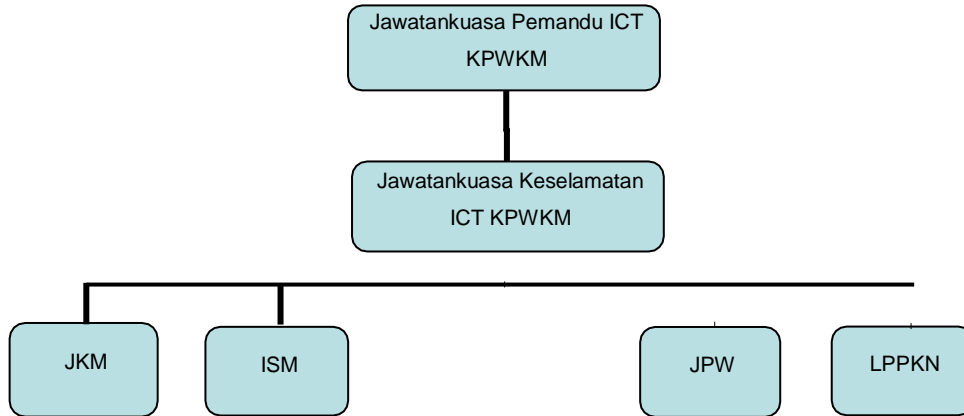 Jawatankuasa Pemandu ICT
KPWKM
Jawatankuasa Keselamatan
ICT KPWKM
JKM
ISM
JPW
LPPKN